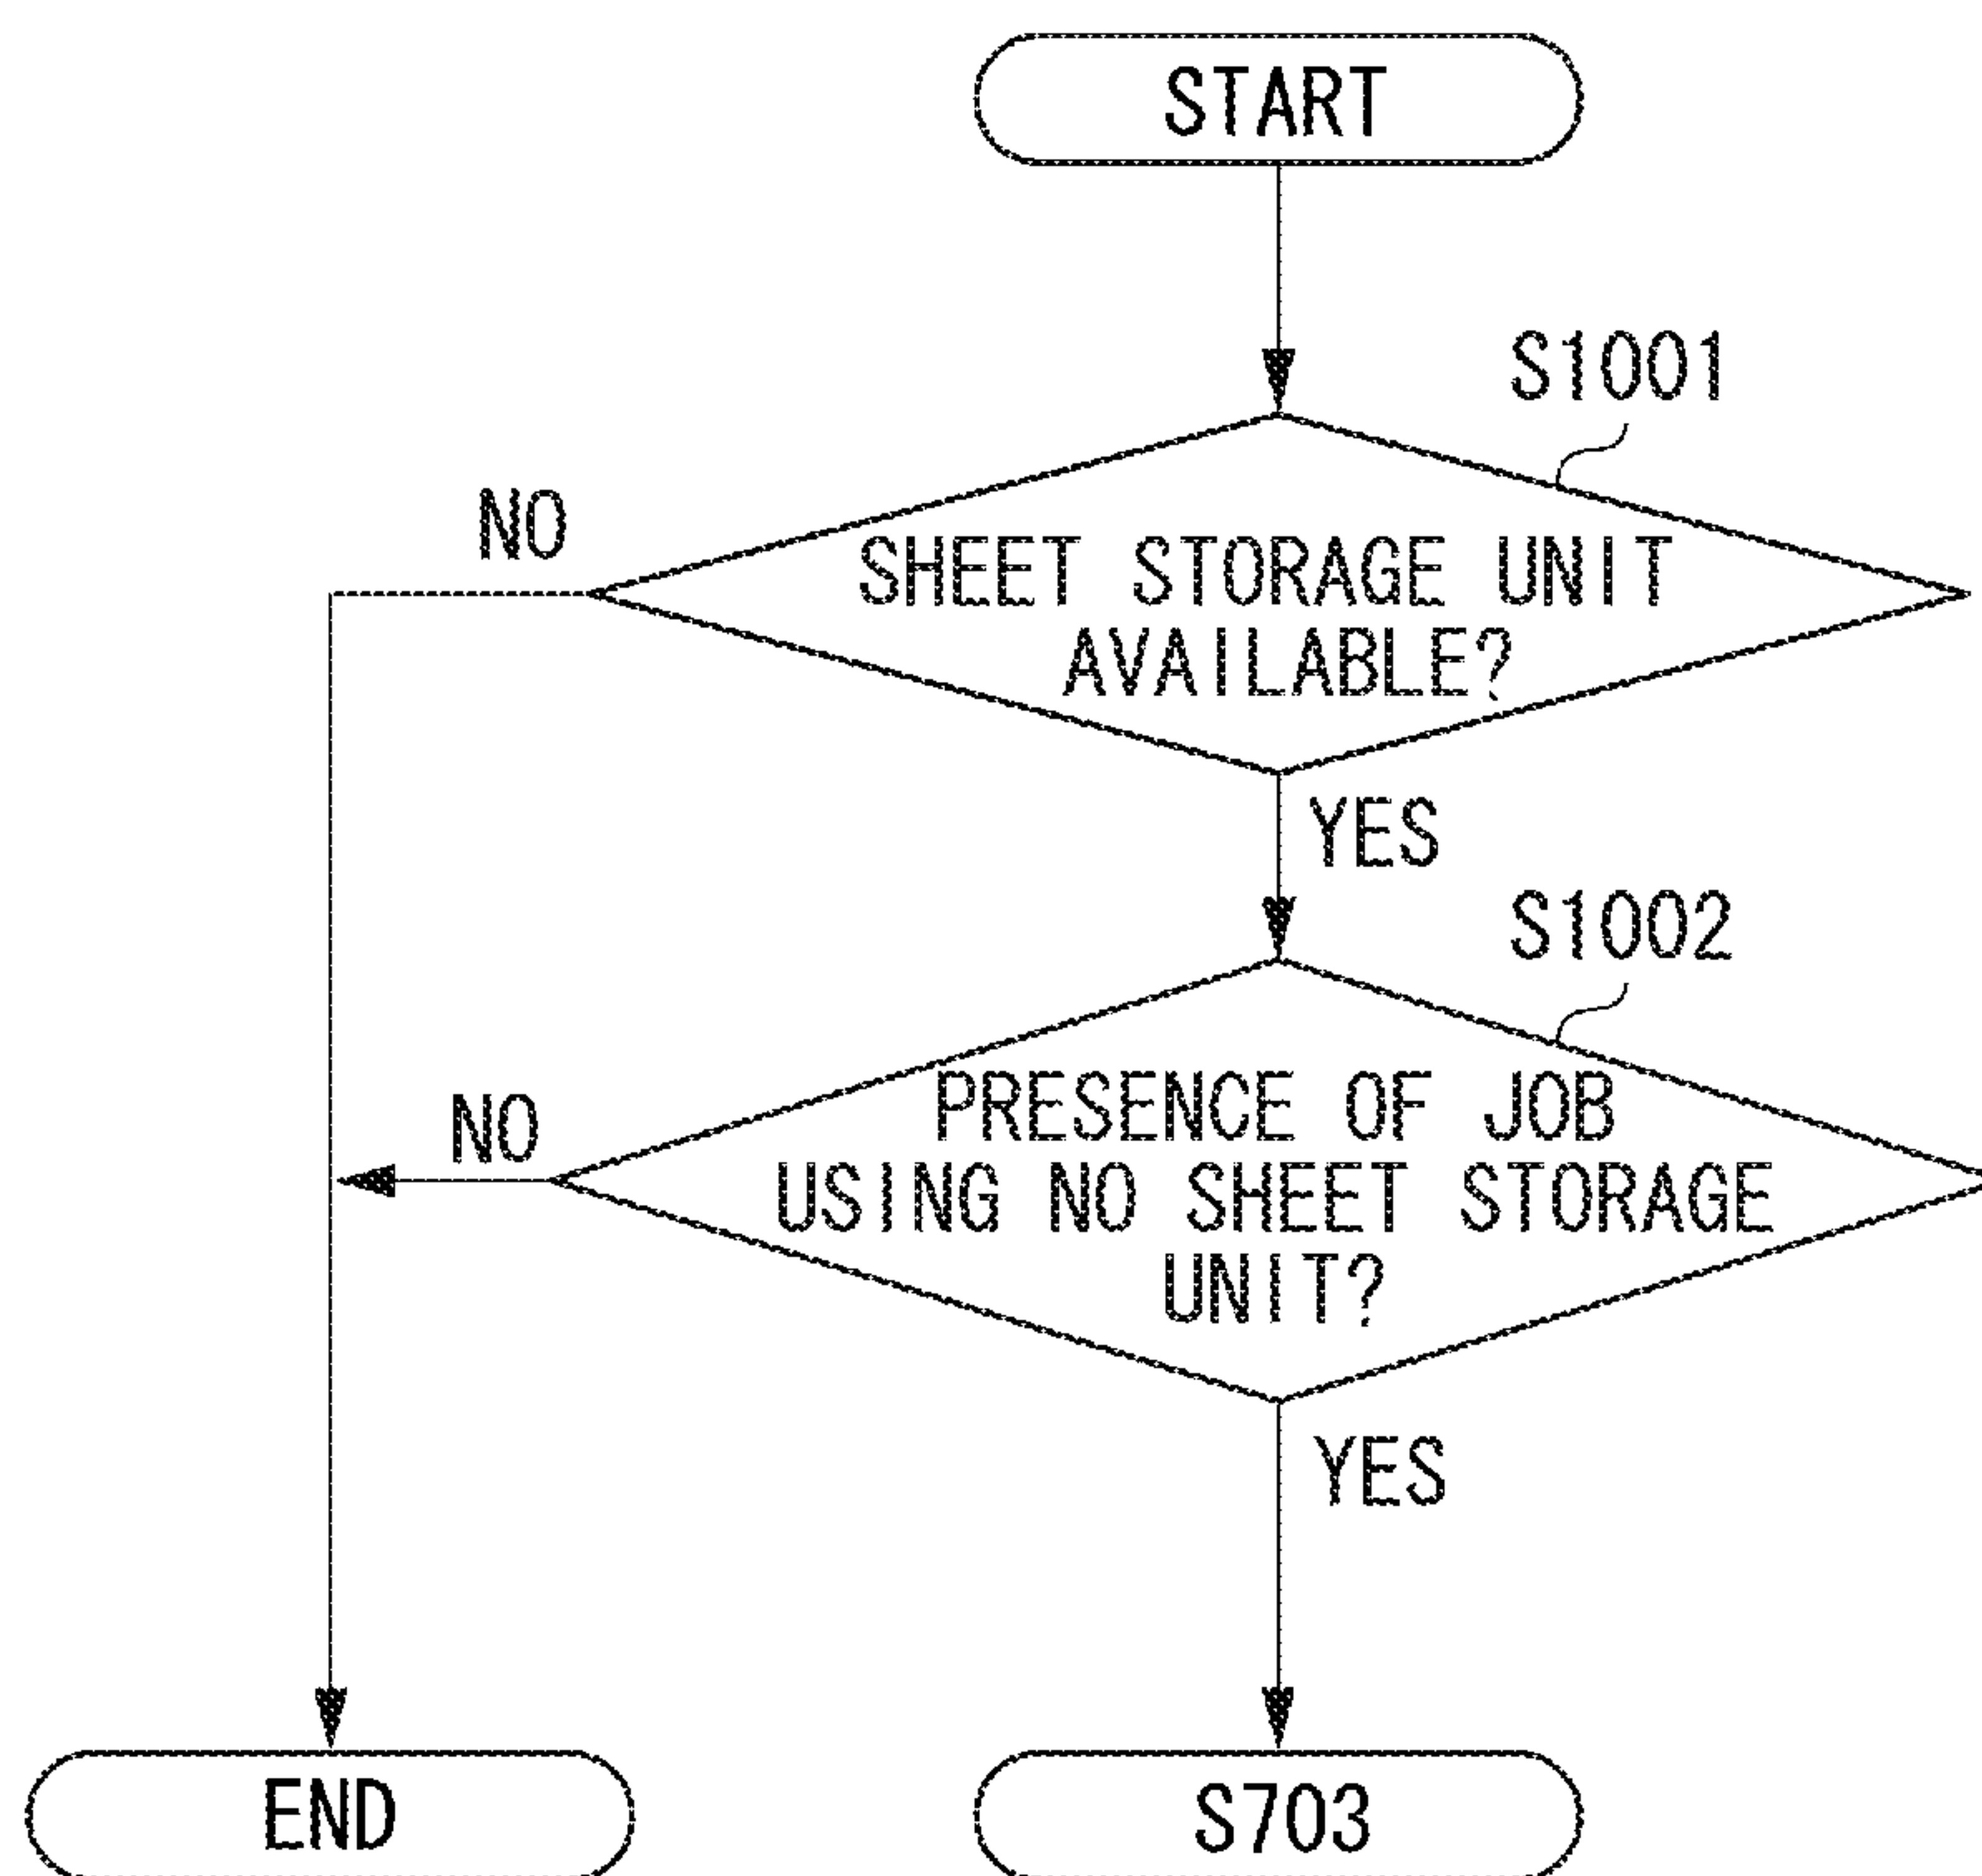 START
S1001
NO
SHEET STORAGE UNIT
AVAILABLE?
YES
S1002
NO
PRESENCE OF JOB
USING NO SHEET STORAGE
UNIT?
YES
END
S703